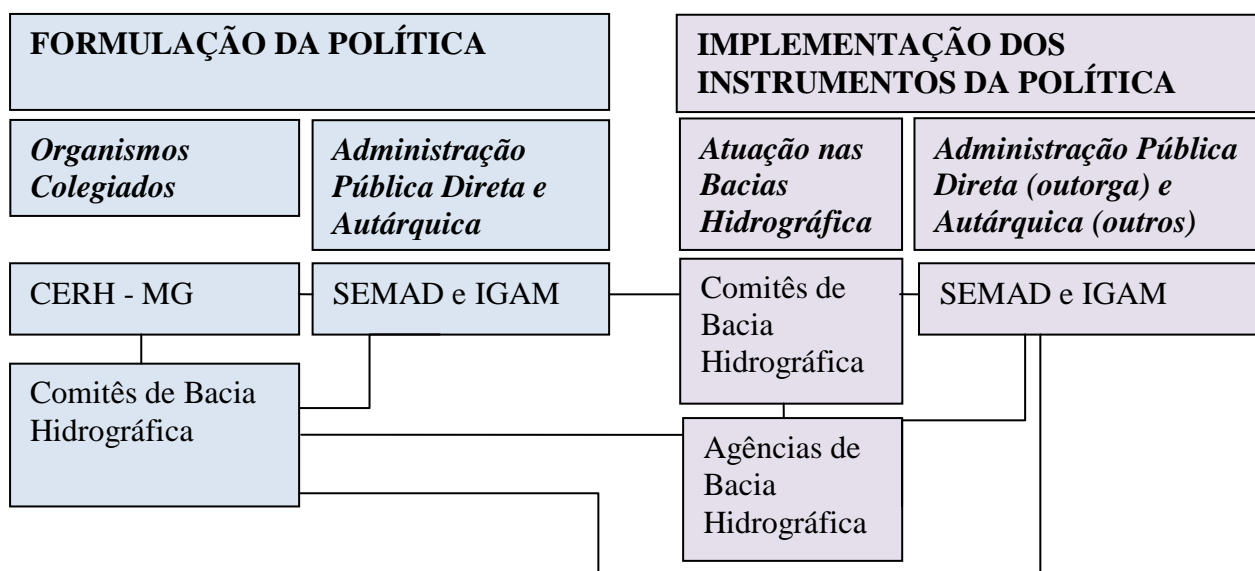 FORMULAÇÃO DA POLÍTICA
IMPLEMENTAÇÃO DOS
INSTRUMENTOS DA POLÍTICA
Organismos
Colegiados
Administração
Pública Direta e
Autárquica
Atuação nas
Bacias
Hidrográfica
Administração Pública
Direta (outorga) e
Autárquica (outros)
CERH - MG
SEMAD e IGAM
Comitês de
Bacia
Hidrográfica
SEMAD e IGAM
Comitês de Bacia
Hidrográfica
Agências de
Bacia
Hidrográfica